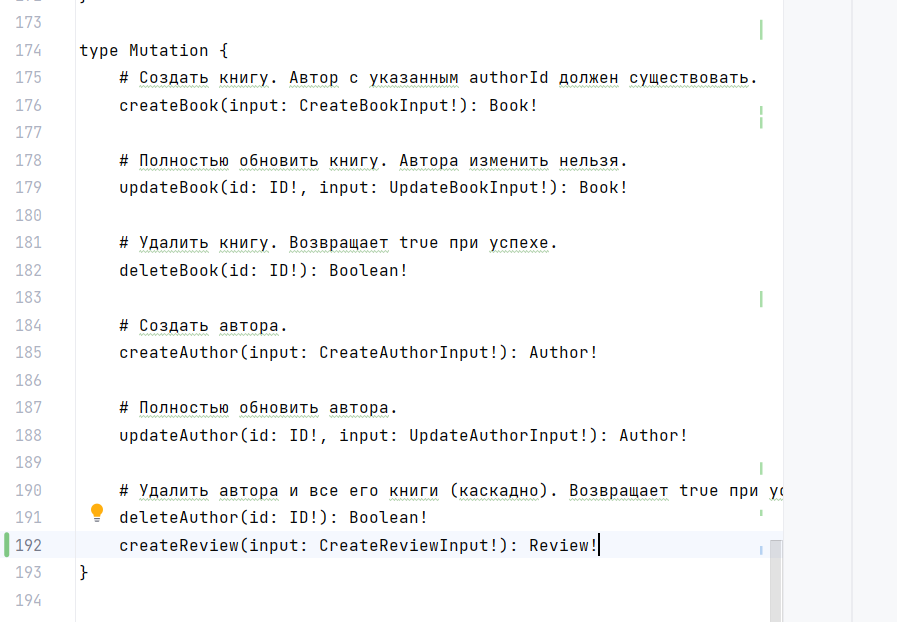 173
174 type Mutation {
175 # Создать книгу. Автор с указанным authorId должен существовать.
176 createBook(input: CreateBookInput!): Book!
177
178 # Полностью обновить книгу. Автора изменить нельзя.
179 updateBook(id: ID!, input: UpdateBookInput!): Book!
180
181 # Удалить книгу. Возвращает true при успехе.
182 deleteBook(id: ID!): Boolean!
183
184 # Создать автора.
185 createAuthor(input: CreateAuthorInput!): Author!
186
187 # Полностью обновить автора.
188 updateAuthor(id: ID!, input: UpdateAuthorInput!): Author!
189
190 # Удалить автора и все его книги (каскадно). Возвращает true при
191 deleteAuthor(id: ID!): Boolean!
192 createReview(input: CreateReviewInput!): Review!
193 }
194